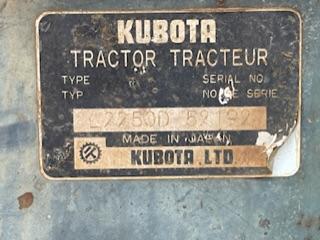 KUBOTA
TRACTOR TRACTEUR
TYPE SERIAL NO.
TYP NO DE SERIE
L2250D 52192
MADE IN JAPAN
KUBOTA, LTD.